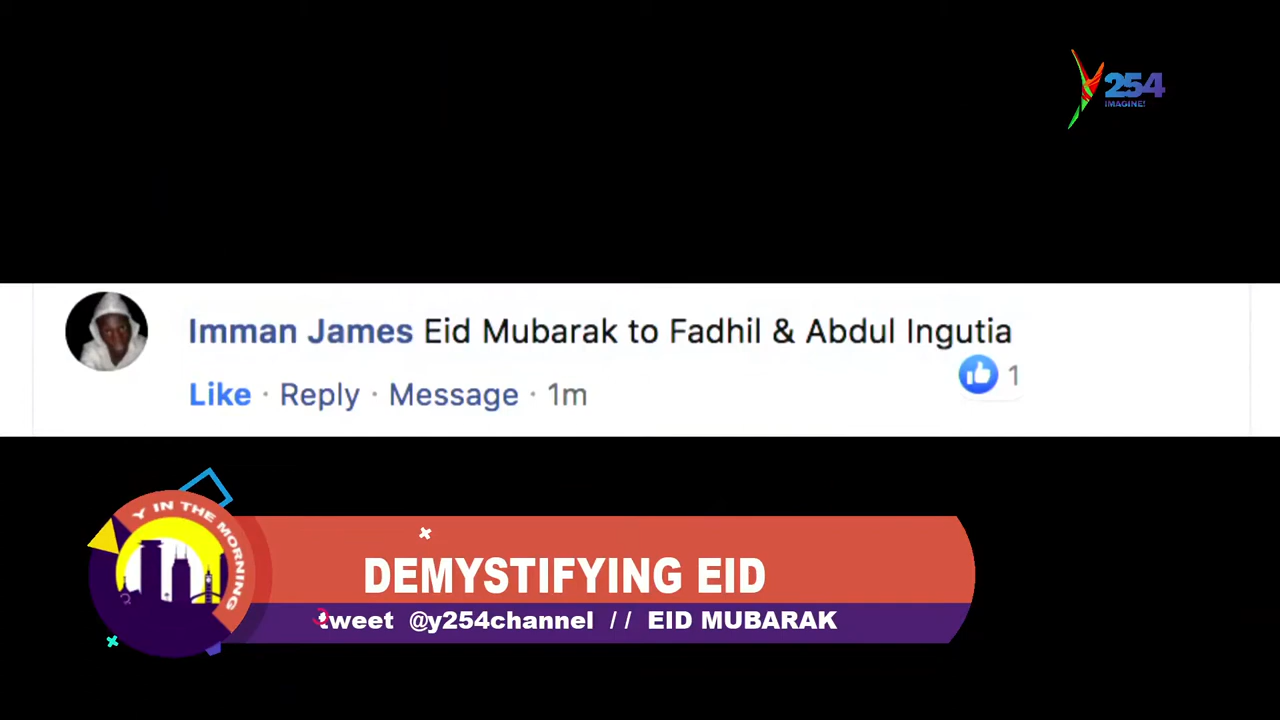 254
IMAGINE!
Imman James Eid Mubarak to Fadhil & Abdul Ingutia
1
Like · Reply · Message · 1m
Y IN THE MORNING
DEMYSTIFYING EID
tweet @y254channel // EID MUBARAK